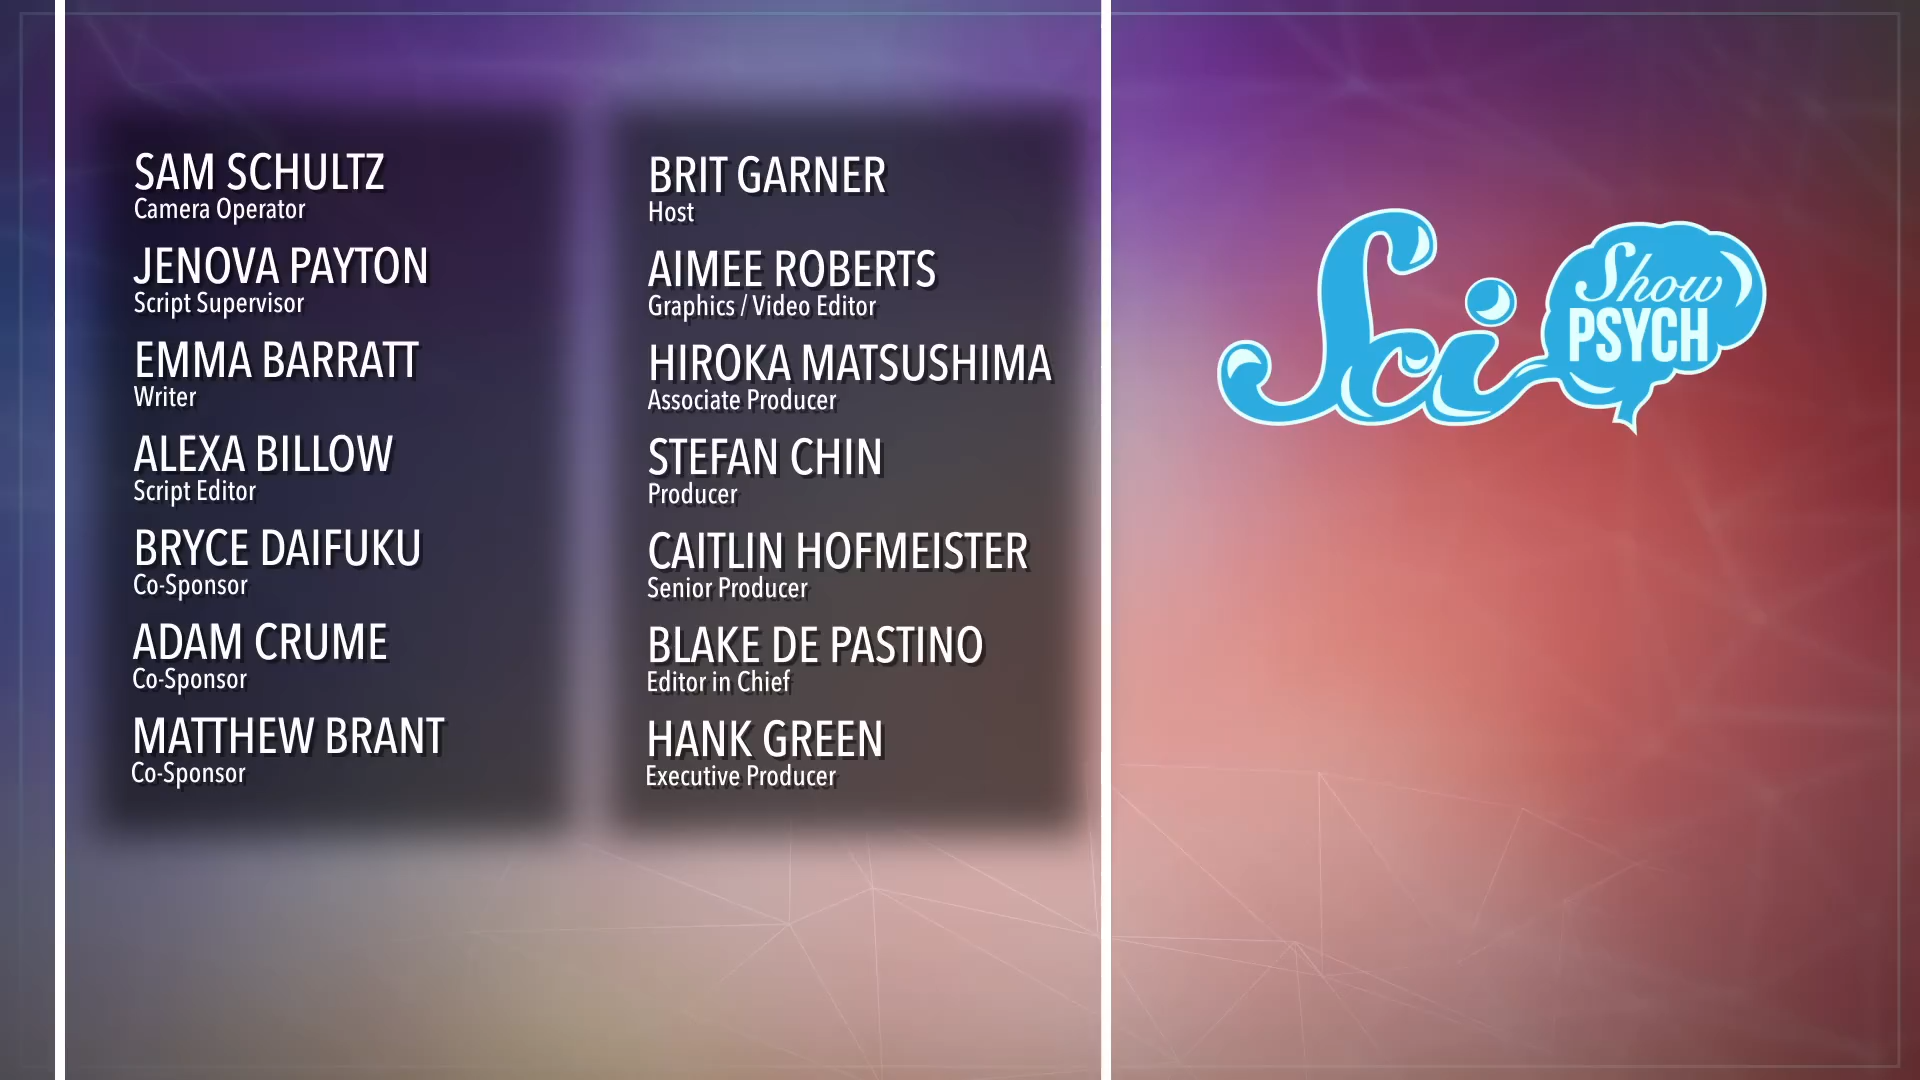 SAM SCHULTZ
Camera Operator
JENOVA PAYTON
Script Supervisor
EMMA BARRATT
Writer
ALEXA BILLOW
Script Editor
BRYCE DAIFUKU
Co-Sponsor
ADAM CRUME
Co-Sponsor
MATTHEW BRANT
Co-Sponsor
BRIT GARNER
Host
AIMEE ROBERTS
Graphics / Video Editor
HIROKA MATSUSHIMA
Associate Producer
STEFAN CHIN
Producer
CAITLIN HOFMEISTER
Senior Producer
BLAKE DE PASTINO
Editor in Chief
HANK GREEN
Executive Producer
Sci
Show
PSYCH